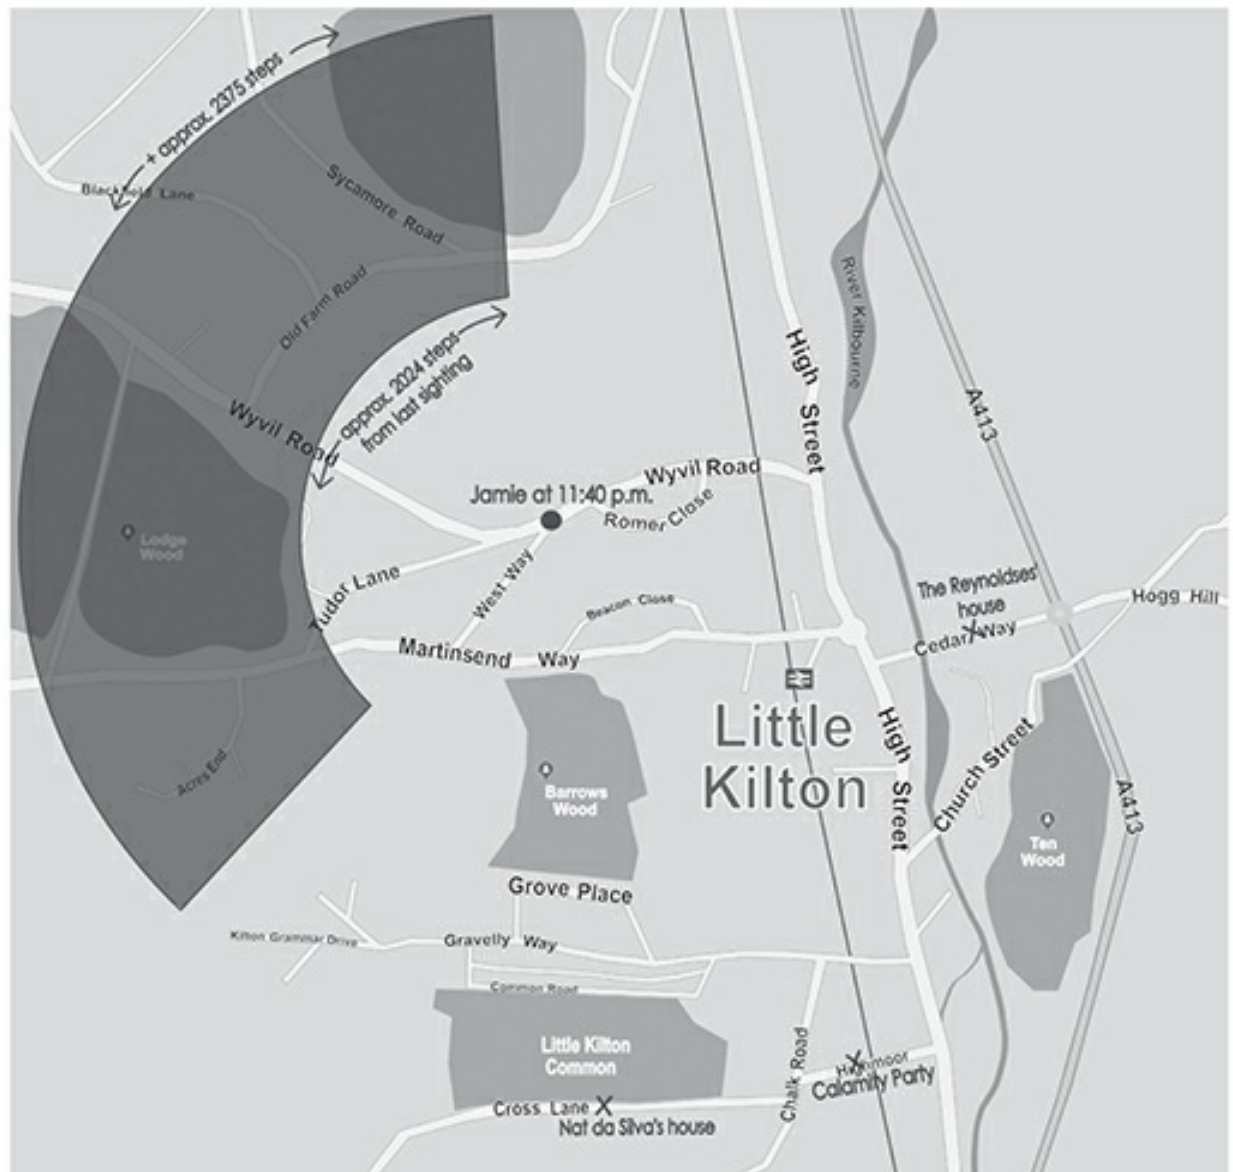 + approx. 2375 steps
Blackfield Lane
Sycamore Road
Old Farm Road
approx. 2024 steps
from last sighting
River Kilbourne
High Street
A413
Wyvil Road
Wyvil Road
Jamie at 11:40 p.m.
Romer Close
Lodge
Wood
Tudor Lane
West Way
Beacon Close
The Reynoldses'
house
X
Cedar Way
Hogg Hill
Martinsend Way
Little
Kilton
High Street
Church Street
Acres End
Barrows
Wood
A413
Ten
Wood
Grove Place
Kilton Grammar Drive
Gravelly Way
Common Road
Little Kilton
Common
Chalk Road
X
Highmoor
Calamity Party
Cross Lane X
Nat da Silva's house